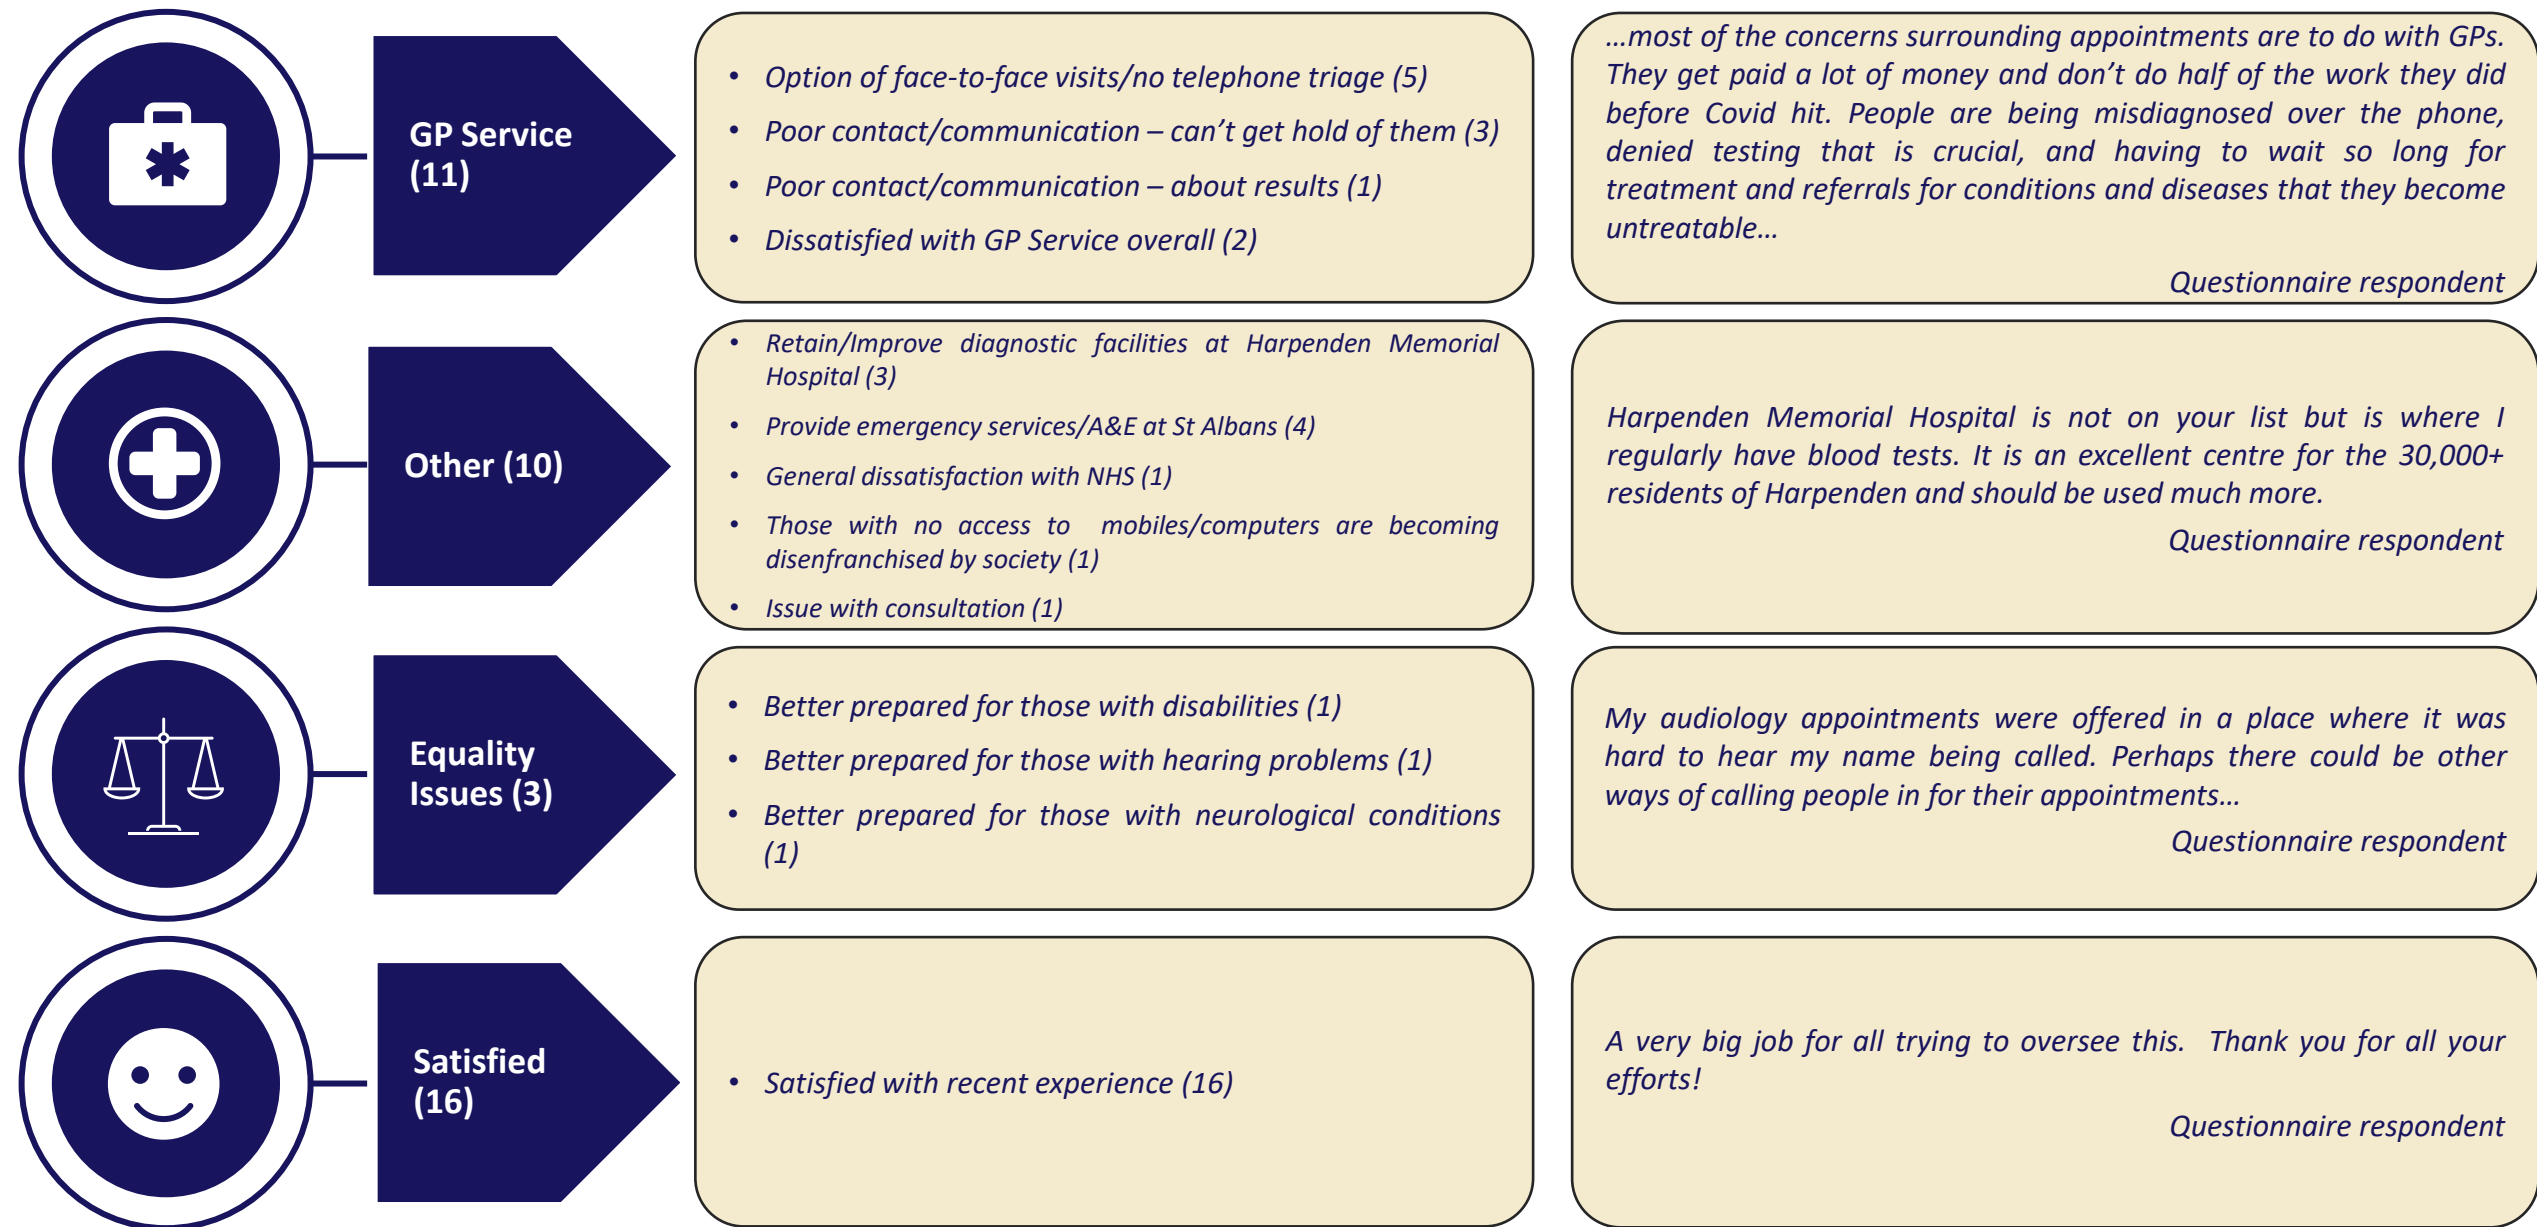 GP Service
(11)
• Option of face-to-face visits/no telephone triage (5)
• Poor contact/communication – can't get hold of them (3)
• Poor contact/communication – about results (1)
• Dissatisfied with GP Service overall (2)
…most of the concerns surrounding appointments are to do with GPs.
They get paid a lot of money and don't do half of the work they did
before Covid hit. People are being misdiagnosed over the phone,
denied testing that is crucial, and having to wait so long for
treatment and referrals for conditions and diseases that they become
untreatable…
Questionnaire respondent
Other (10)
• Retain/Improve diagnostic facilities at Harpenden Memorial
Hospital (3)
• Provide emergency services/A&E at St Albans (4)
• General dissatisfaction with NHS (1)
• Those with no access to mobiles/computers are becoming
disenfranchised by society (1)
• Issue with consultation (1)
Harpenden Memorial Hospital is not on your list but is where I
regularly have blood tests. It is an excellent centre for the 30,000+
residents of Harpenden and should be used much more.
Questionnaire respondent
Equality
Issues (3)
• Better prepared for those with disabilities (1)
• Better prepared for those with hearing problems (1)
• Better prepared for those with neurological conditions
(1)
My audiology appointments were offered in a place where it was
hard to hear my name being called. Perhaps there could be other
ways of calling people in for their appointments…
Questionnaire respondent
Satisfied
(16)
• Satisfied with recent experience (16)
A very big job for all trying to oversee this. Thank you for all your
efforts!
Questionnaire respondent